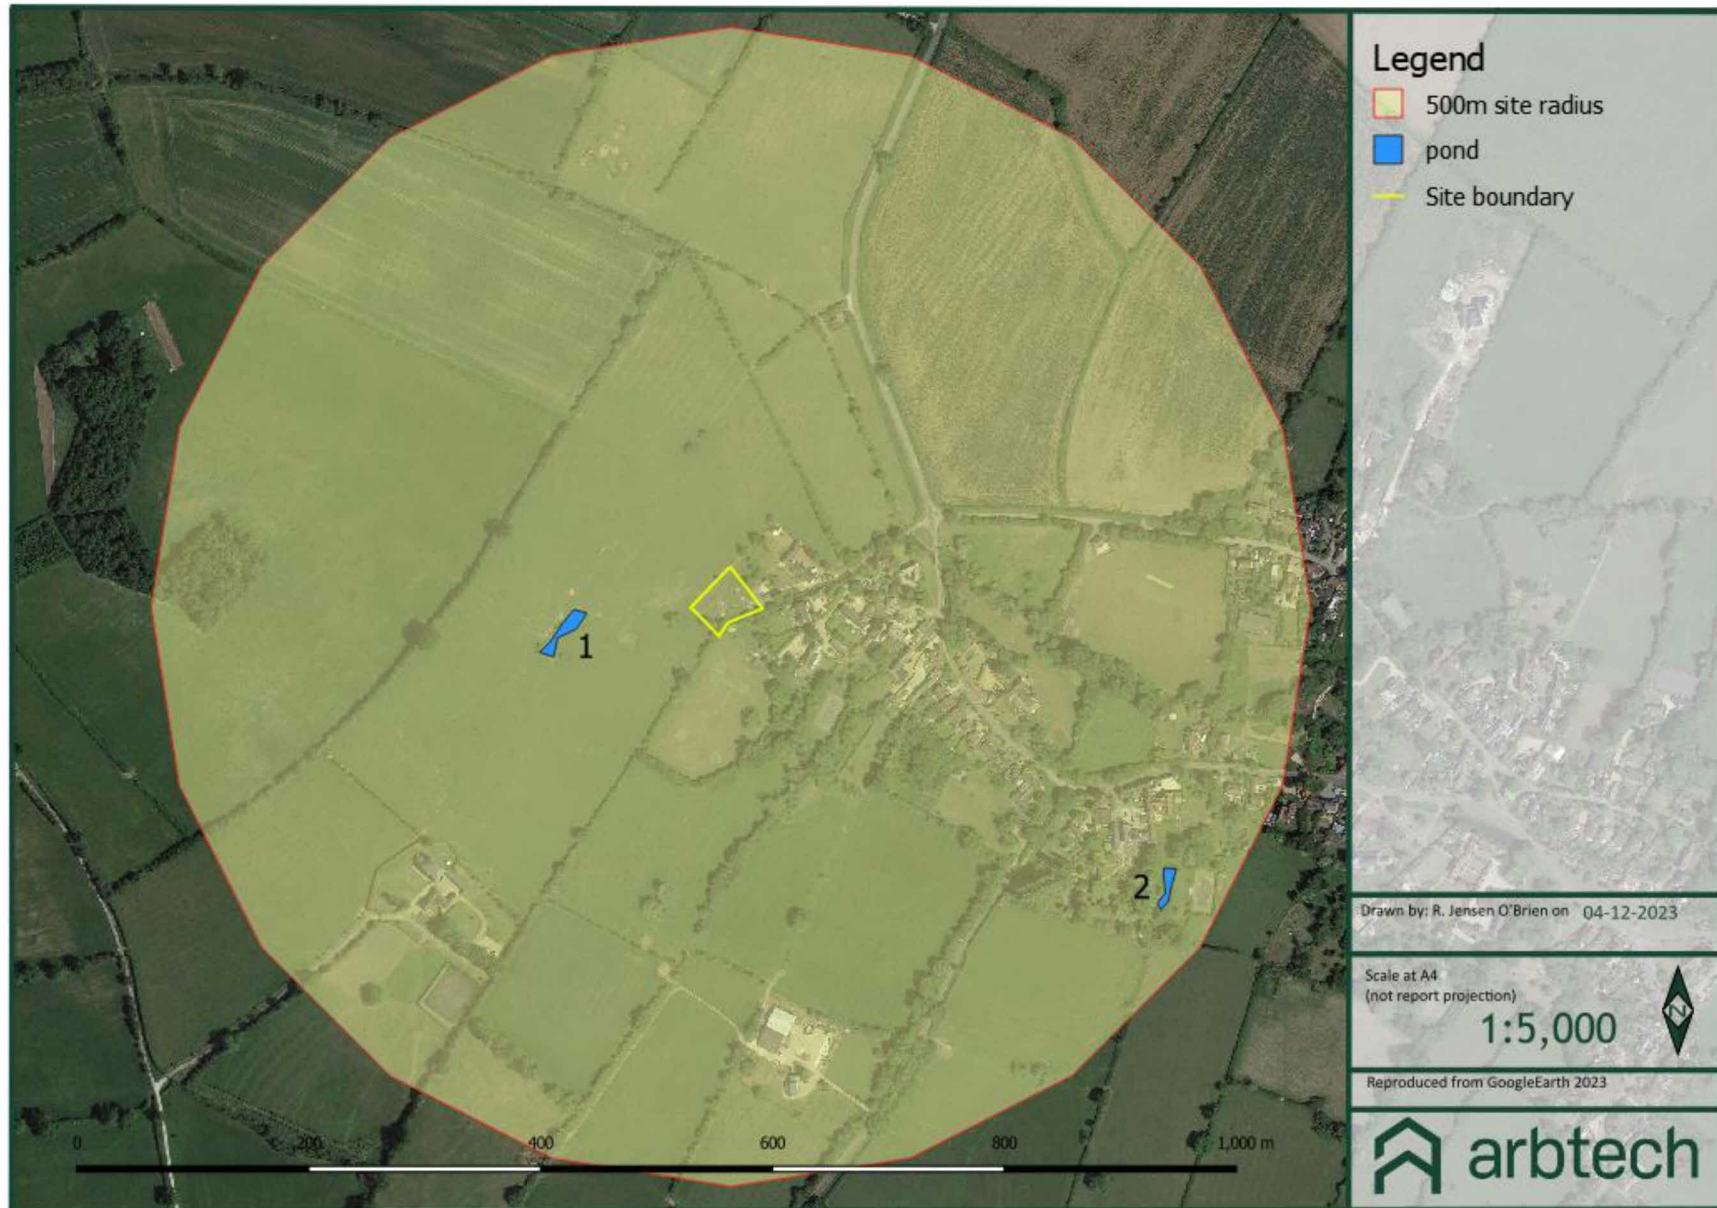 Legend
500m site radius
pond
Site boundary
1
2
0 200 400 600 800 1,000 m
Drawn by: R. Jensen O'Brien on 04-12-2023
Scale at A4
(not report projection)
1:5,000
N
Reproduced from GoogleEarth 2023
arbtech